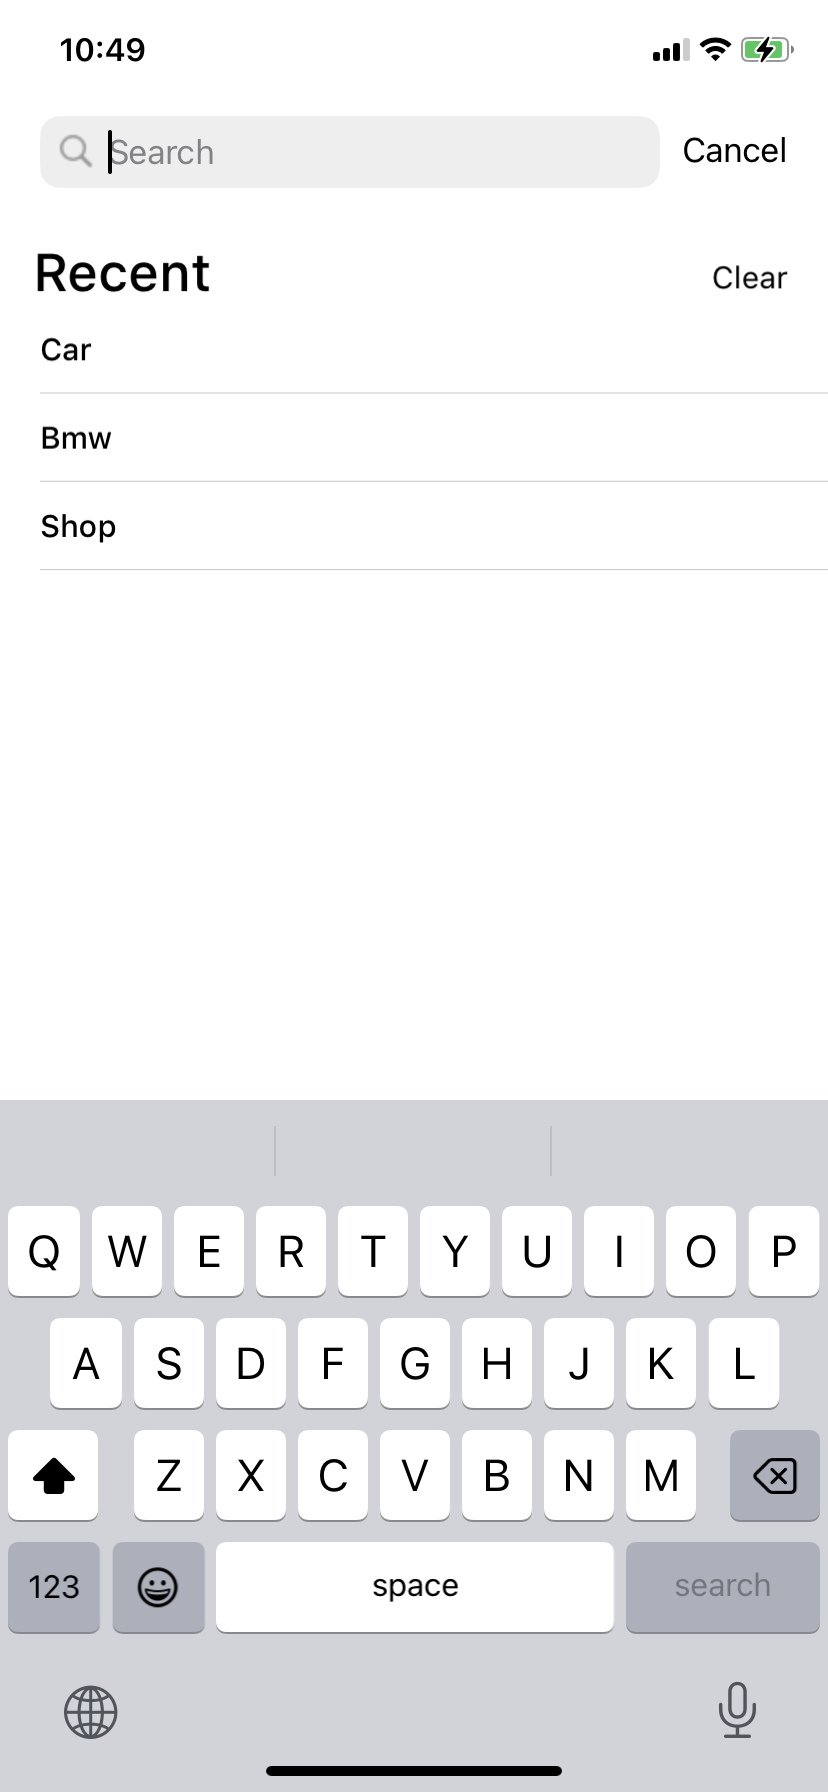 10:49
Search Cancel
Recent Clear
Car
Bmw
Shop
Q W E R T Y U I O P
A S D F G H J K L
Z X C V B N M
123 space search